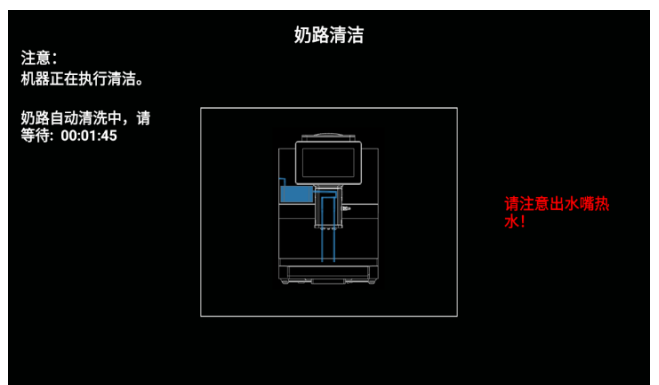 奶路清洁
注意：
机器正在执行清洁。
奶路自动清洗中，请
等待: 00:01:45
请注意出水嘴热
水！